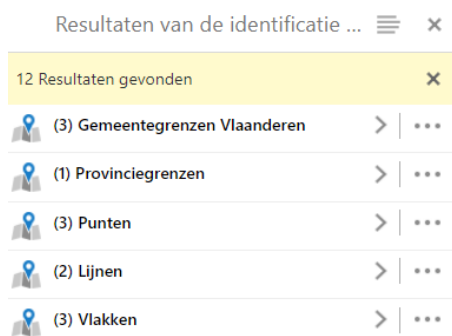 Resultaten van de identificatie ...
12 Resultaten gevonden
(3) Gemeentegrenzen Vlaanderen
(1) Provinciegrenzen
(3) Punten
(2) Lijnen
(3) Vlakken